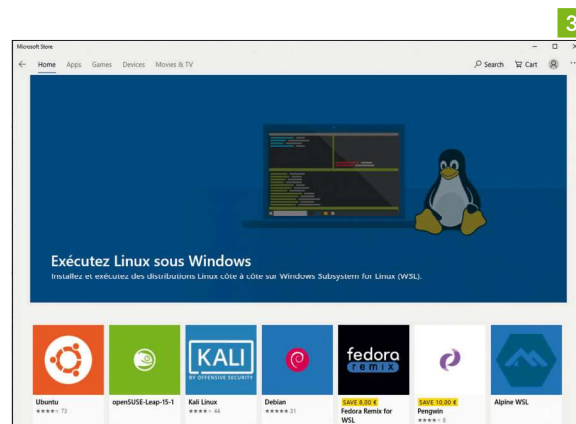 3
Microsoft Store
Home Apps Games Devices Movies & TV Search Cart
Exécutez Linux sous Windows
Installez et exécutez des distributions Linux côte à côte sur Windows Subsystem for Linux (WSL).
KALI
BY OFFENSIVE SECURITY
fedora
remix
Ubuntu
73
openSUSE-Leap-15-1
Kali Linux
44
Debian
21
SAVE 8,00 €
Fedora Remix for
WSL
SAVE 10,00 €
Pengwin
8
Alpine WSL